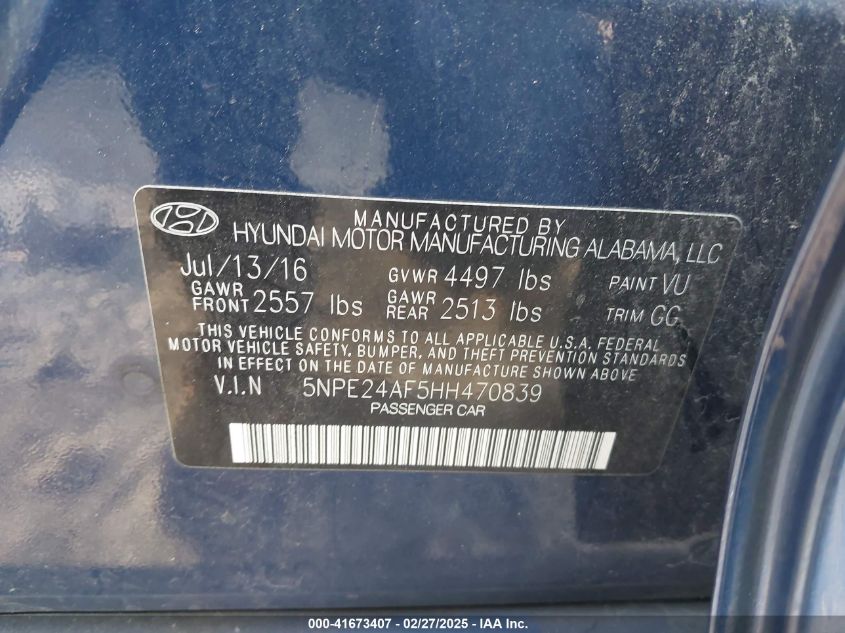 MANUFACTURED BY
HYUNDAI MOTOR MANUFACTURING ALABAMA, LLC
Jul/13/16 GVWR 4497 lbs PAINT VU
GAWR FRONT 2557 lbs GAWR REAR 2513 lbs TRIM GG
THIS VEHICLE CONFORMS TO ALL APPLICABLE U.S.A. FEDERAL
MOTOR VEHICLE SAFETY, BUMPER, AND THEFT PREVENTION STANDARDS
IN EFFECT ON THE DATE OF MANUFACTURE SHOWN ABOVE.
V.I.N 5NPE24AF5HH470839
PASSENGER CAR
000-41673407 — 02/27/2025 — IAA Inc.